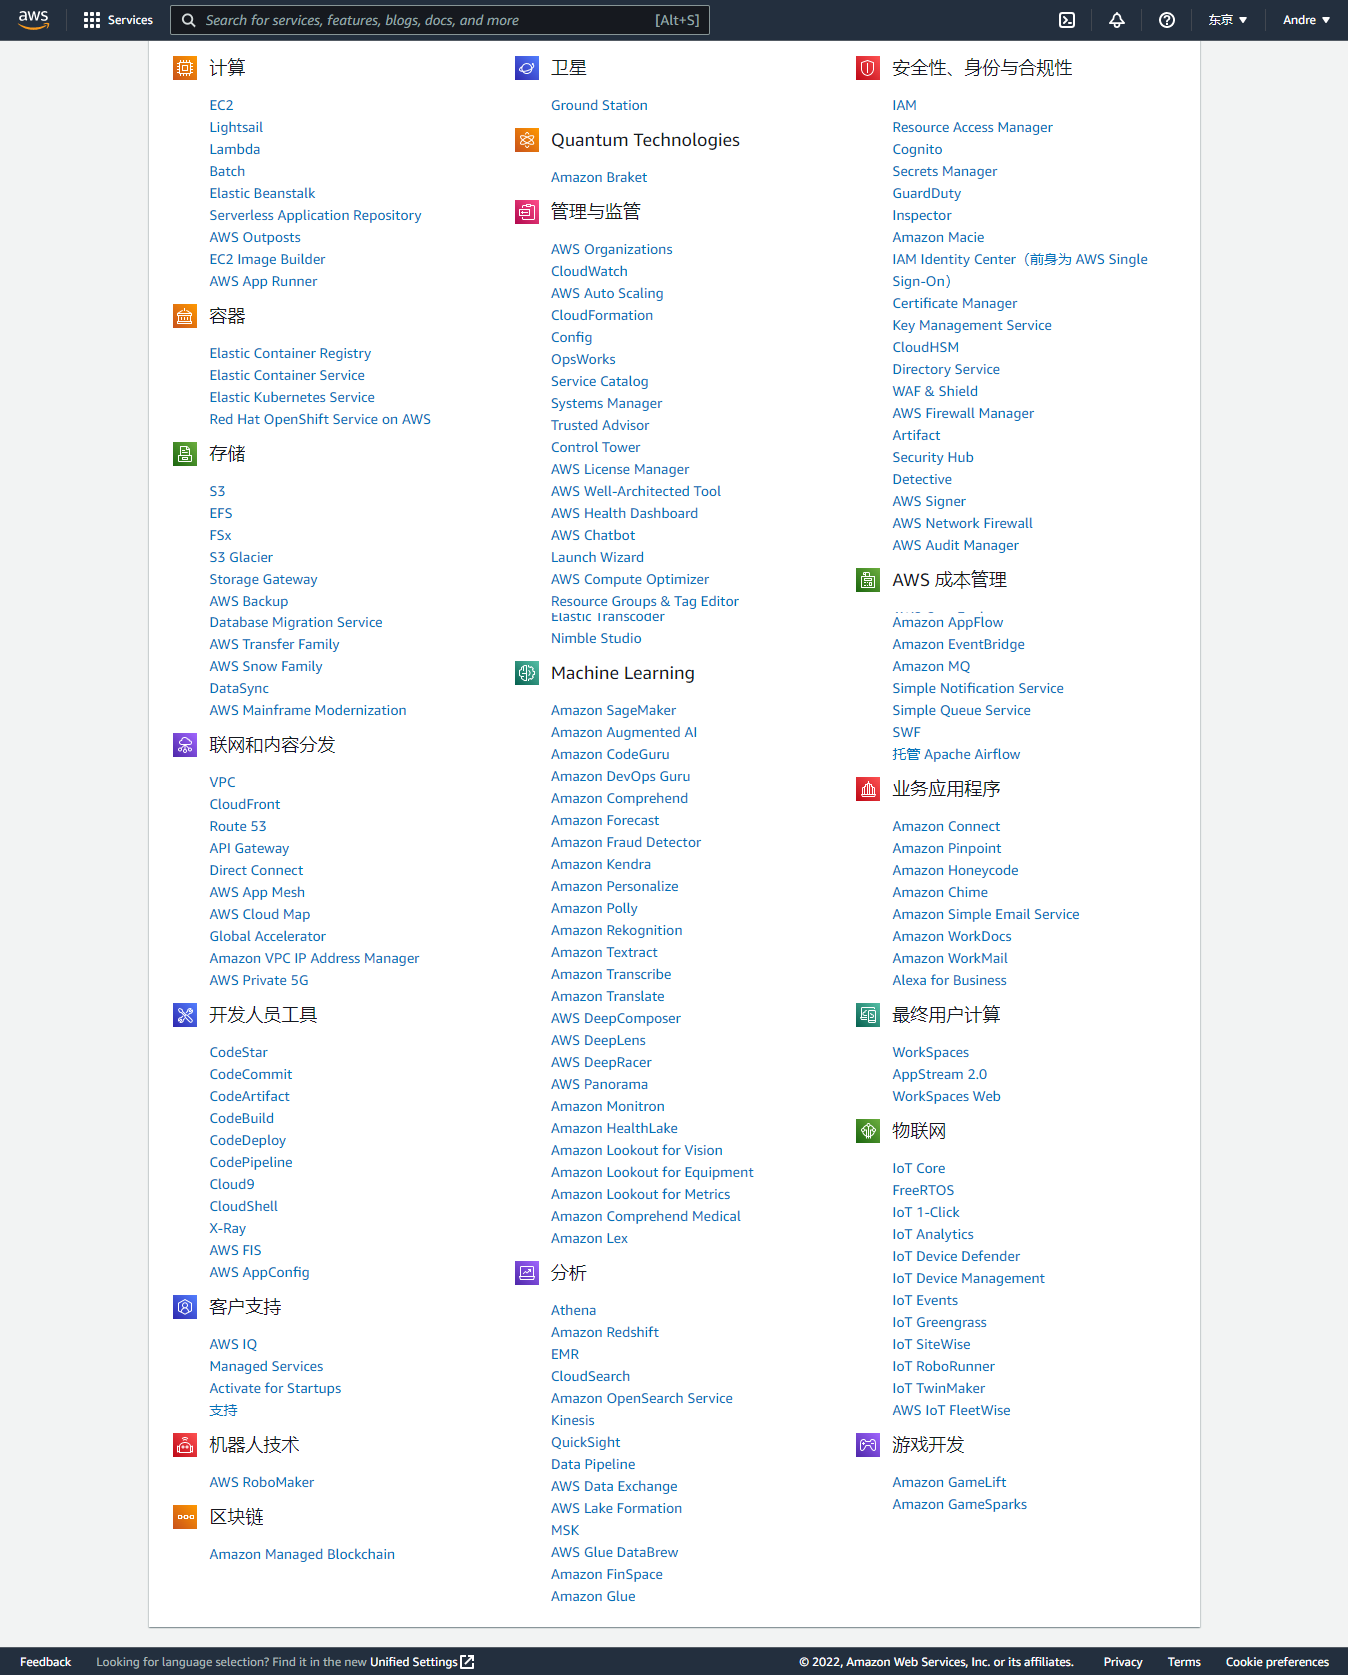 aws
Services
Search for services, features, blogs, docs, and more
[Alt+S]
东京
Andre
计算
EC2
Lightsail
Lambda
Batch
Elastic Beanstalk
Serverless Application Repository
AWS Outposts
EC2 Image Builder
AWS App Runner
容器
Elastic Container Registry
Elastic Container Service
Elastic Kubernetes Service
Red Hat OpenShift Service on AWS
存储
S3
EFS
FSx
S3 Glacier
Storage Gateway
AWS Backup
Database Migration Service
AWS Transfer Family
AWS Snow Family
DataSync
AWS Mainframe Modernization
联网和内容分发
VPC
CloudFront
Route 53
API Gateway
Direct Connect
AWS App Mesh
AWS Cloud Map
Global Accelerator
Amazon VPC IP Address Manager
AWS Private 5G
开发人员工具
CodeStar
CodeCommit
CodeArtifact
CodeBuild
CodeDeploy
CodePipeline
Cloud9
CloudShell
X-Ray
AWS FIS
AWS AppConfig
客户支持
AWS IQ
Managed Services
Activate for Startups
支持
机器人技术
AWS RoboMaker
区块链
Amazon Managed Blockchain
卫星
Ground Station
Quantum Technologies
Amazon Braket
管理与监管
AWS Organizations
CloudWatch
AWS Auto Scaling
CloudFormation
Config
OpsWorks
Service Catalog
Systems Manager
Trusted Advisor
Control Tower
AWS License Manager
AWS Well-Architected Tool
AWS Health Dashboard
AWS Chatbot
Launch Wizard
AWS Compute Optimizer
Resource Groups & Tag Editor
Elastic Transcoder
Nimble Studio
Machine Learning
Amazon SageMaker
Amazon Augmented AI
Amazon CodeGuru
Amazon DevOps Guru
Amazon Comprehend
Amazon Forecast
Amazon Fraud Detector
Amazon Kendra
Amazon Personalize
Amazon Polly
Amazon Rekognition
Amazon Textract
Amazon Transcribe
Amazon Translate
AWS DeepComposer
AWS DeepLens
AWS DeepRacer
AWS Panorama
Amazon Monitron
Amazon HealthLake
Amazon Lookout for Vision
Amazon Lookout for Equipment
Amazon Lookout for Metrics
Amazon Comprehend Medical
Amazon Lex
分析
Athena
Amazon Redshift
EMR
CloudSearch
Amazon OpenSearch Service
Kinesis
QuickSight
Data Pipeline
AWS Data Exchange
AWS Lake Formation
MSK
AWS Glue DataBrew
Amazon FinSpace
Amazon Glue
安全性、身份与合规性
IAM
Resource Access Manager
Cognito
Secrets Manager
GuardDuty
Inspector
Amazon Macie
IAM Identity Center（前身为 AWS Single
Sign-On）
Certificate Manager
Key Management Service
CloudHSM
Directory Service
WAF & Shield
AWS Firewall Manager
Artifact
Security Hub
Detective
AWS Signer
AWS Network Firewall
AWS Audit Manager
AWS 成本管理
Amazon AppFlow
Amazon EventBridge
Amazon MQ
Simple Notification Service
Simple Queue Service
SWF
托管 Apache Airflow
业务应用程序
Amazon Connect
Amazon Pinpoint
Amazon Honeycode
Amazon Chime
Amazon Simple Email Service
Amazon WorkDocs
Amazon WorkMail
Alexa for Business
最终用户计算
WorkSpaces
AppStream 2.0
WorkSpaces Web
物联网
IoT Core
FreeRTOS
IoT 1-Click
IoT Analytics
IoT Device Defender
IoT Device Management
IoT Events
IoT Greengrass
IoT SiteWise
IoT RoboRunner
IoT TwinMaker
AWS IoT FleetWise
游戏开发
Amazon GameLift
Amazon GameSparks
Feedback
Looking for language selection? Find it in the new Unified Settings
© 2022, Amazon Web Services, Inc. or its affiliates.
Privacy
Terms
Cookie preferences